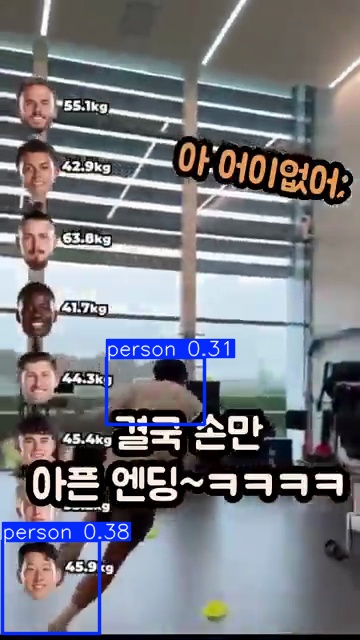 55.1kg
아 어이없어;
42.9kg
63.8kg
41.7kg
person 0.31
44.3kg
결국 손만
45.4kg
아픈 엔딩~ㅋㅋㅋㅋ
person 0.38
45.9kg